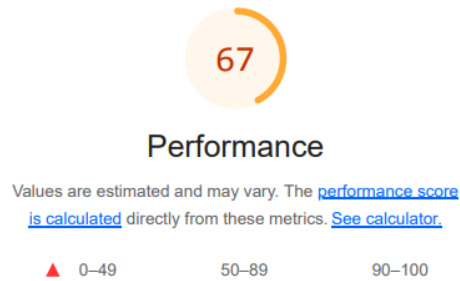 67
Performance
Values are estimated and may vary. The performance score
is calculated directly from these metrics. See calculator.
0–49 50–89 90–100